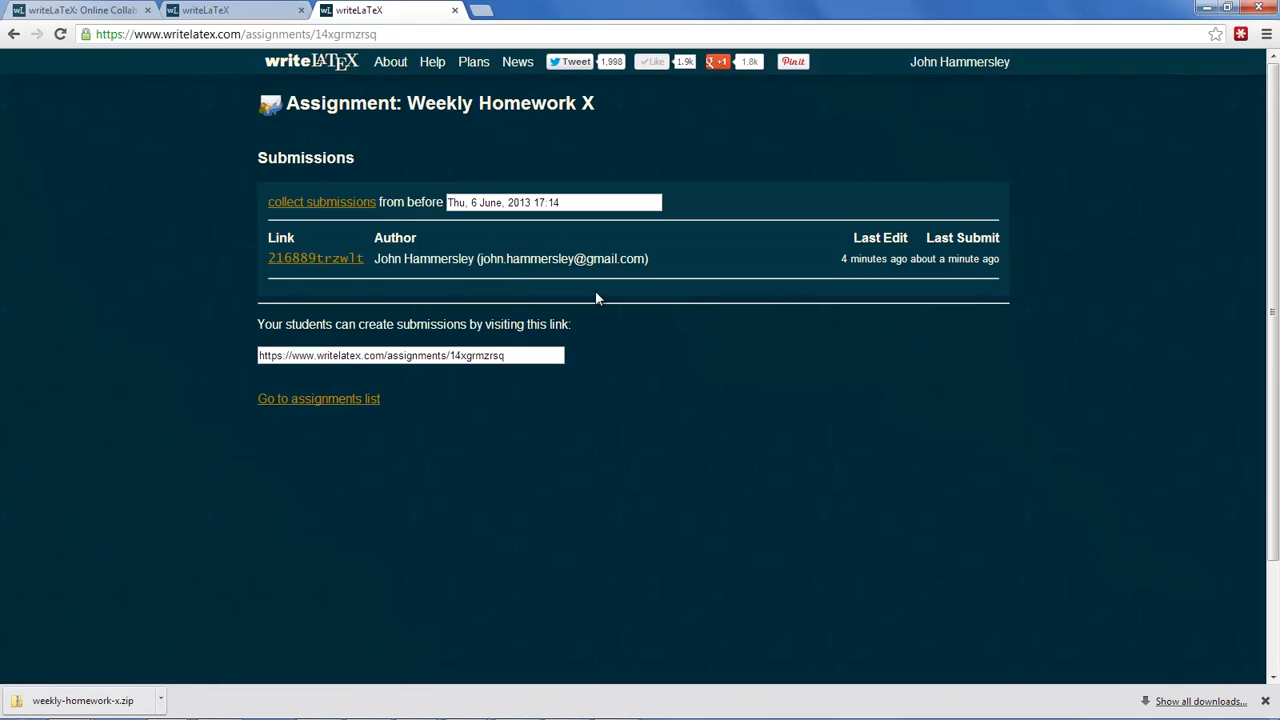 writeLaTeX: Online Collab
writeLaTeX
writeLaTeX
https://www.writelatex.com/assignments/14xgrmzrsq
writeLATEX About Help Plans News Tweet 1,998 Like 1.9k +1 1.8k Pin it John Hammersley
Assignment: Weekly Homework X
Submissions
collect submissions from before Thu, 6 June, 2013 17:14
Link Author Last Edit Last Submit
216889trzwlt John Hammersley (john.hammersley@gmail.com) 4 minutes ago about a minute ago
Your students can create submissions by visiting this link:
https://www.writelatex.com/assignments/14xgrmzrsq
Go to assignments list
weekly-homework-x.zip Show all downloads...